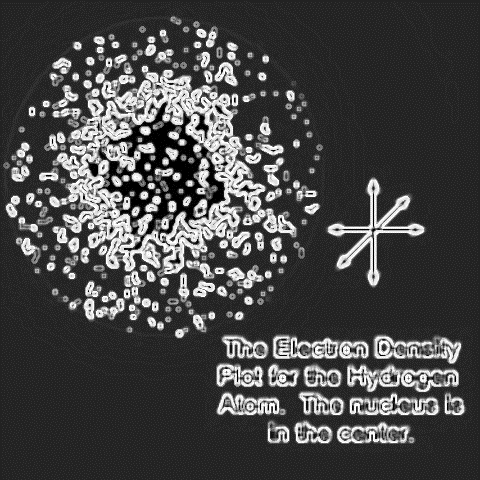 The Electron Density
Plot for the Hydrogen
Atom. The nucleus is
in the center.